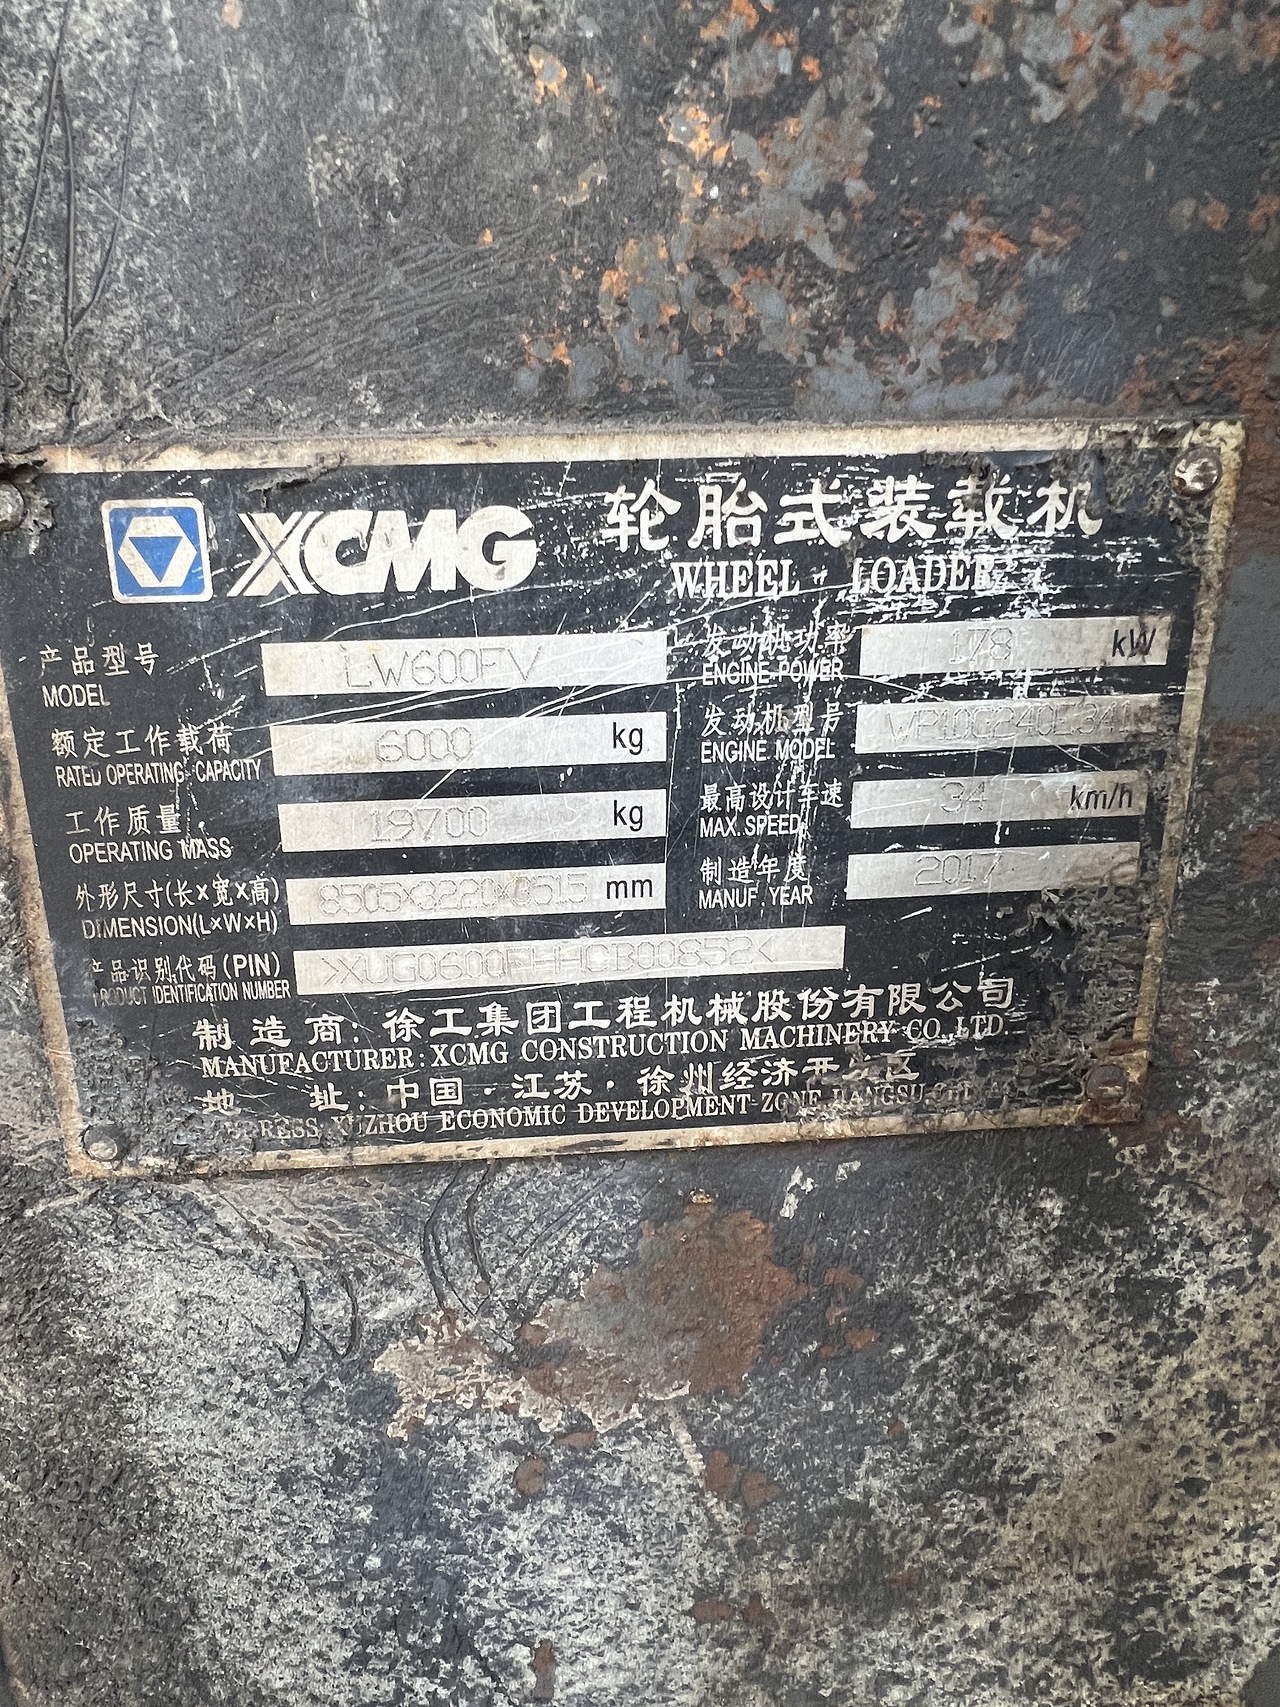 XCMG
轮胎式装载机
WHEEL LOADER
产品型号 LW600FV
MODEL
额定工作载荷 6000 kg
RATED OPERATING CAPACITY
工作质量 19700 kg
OPERATING MASS
外形尺寸(长×宽×高) 8505×3220×3515 mm
DIMENSION(L×W×H)
产品识别代码(PIN)
PRODUCT IDENTIFICATION NUMBER
发动机功率 178 kW
ENGINE POWER
发动机型号
ENGINE MODEL
最高设计车速 34 km/h
MAX. SPEED
制造年度 2017
MANUF. YEAR
制造商: 徐工集团工程机械股份有限公司
MANUFACTURER: XCMG CONSTRUCTION MACHINERY CO.,LTD.
地址: 中国·江苏·徐州经济开发区
ADDRESS: XUZHOU ECONOMIC DEVELOPMENT ZONE JIANGSU